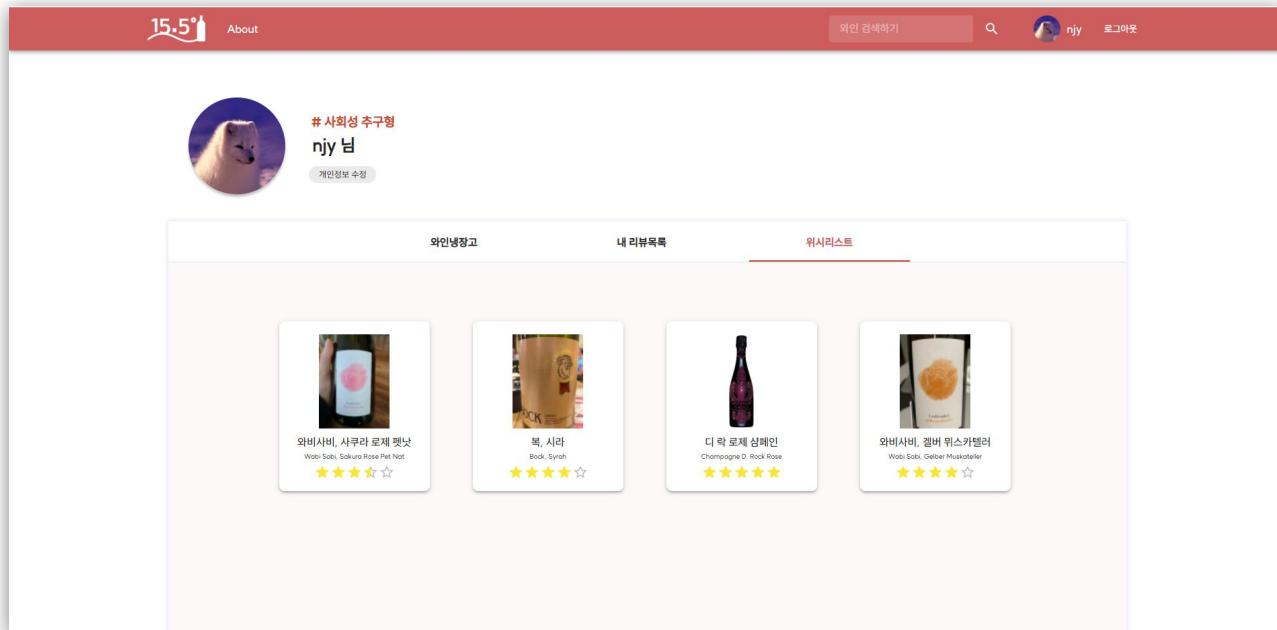 15.5°
About
와인 검색하기
njy
로그아웃
# 사회성 추구형
njy 님
개인정보 수정
와인냉장고
내 리뷰목록
위시리스트
와비사비, 사쿠라 로제 펫낫
Wabi Sabi, Sakura Rose Pet Nat
복, 시라
Bock, Syrah
디 락 로제 샴페인
Champagne D. Rock Rose
와비사비, 겔버 뮈스카텔러
Wabi Sabi, Gelber Muskateller